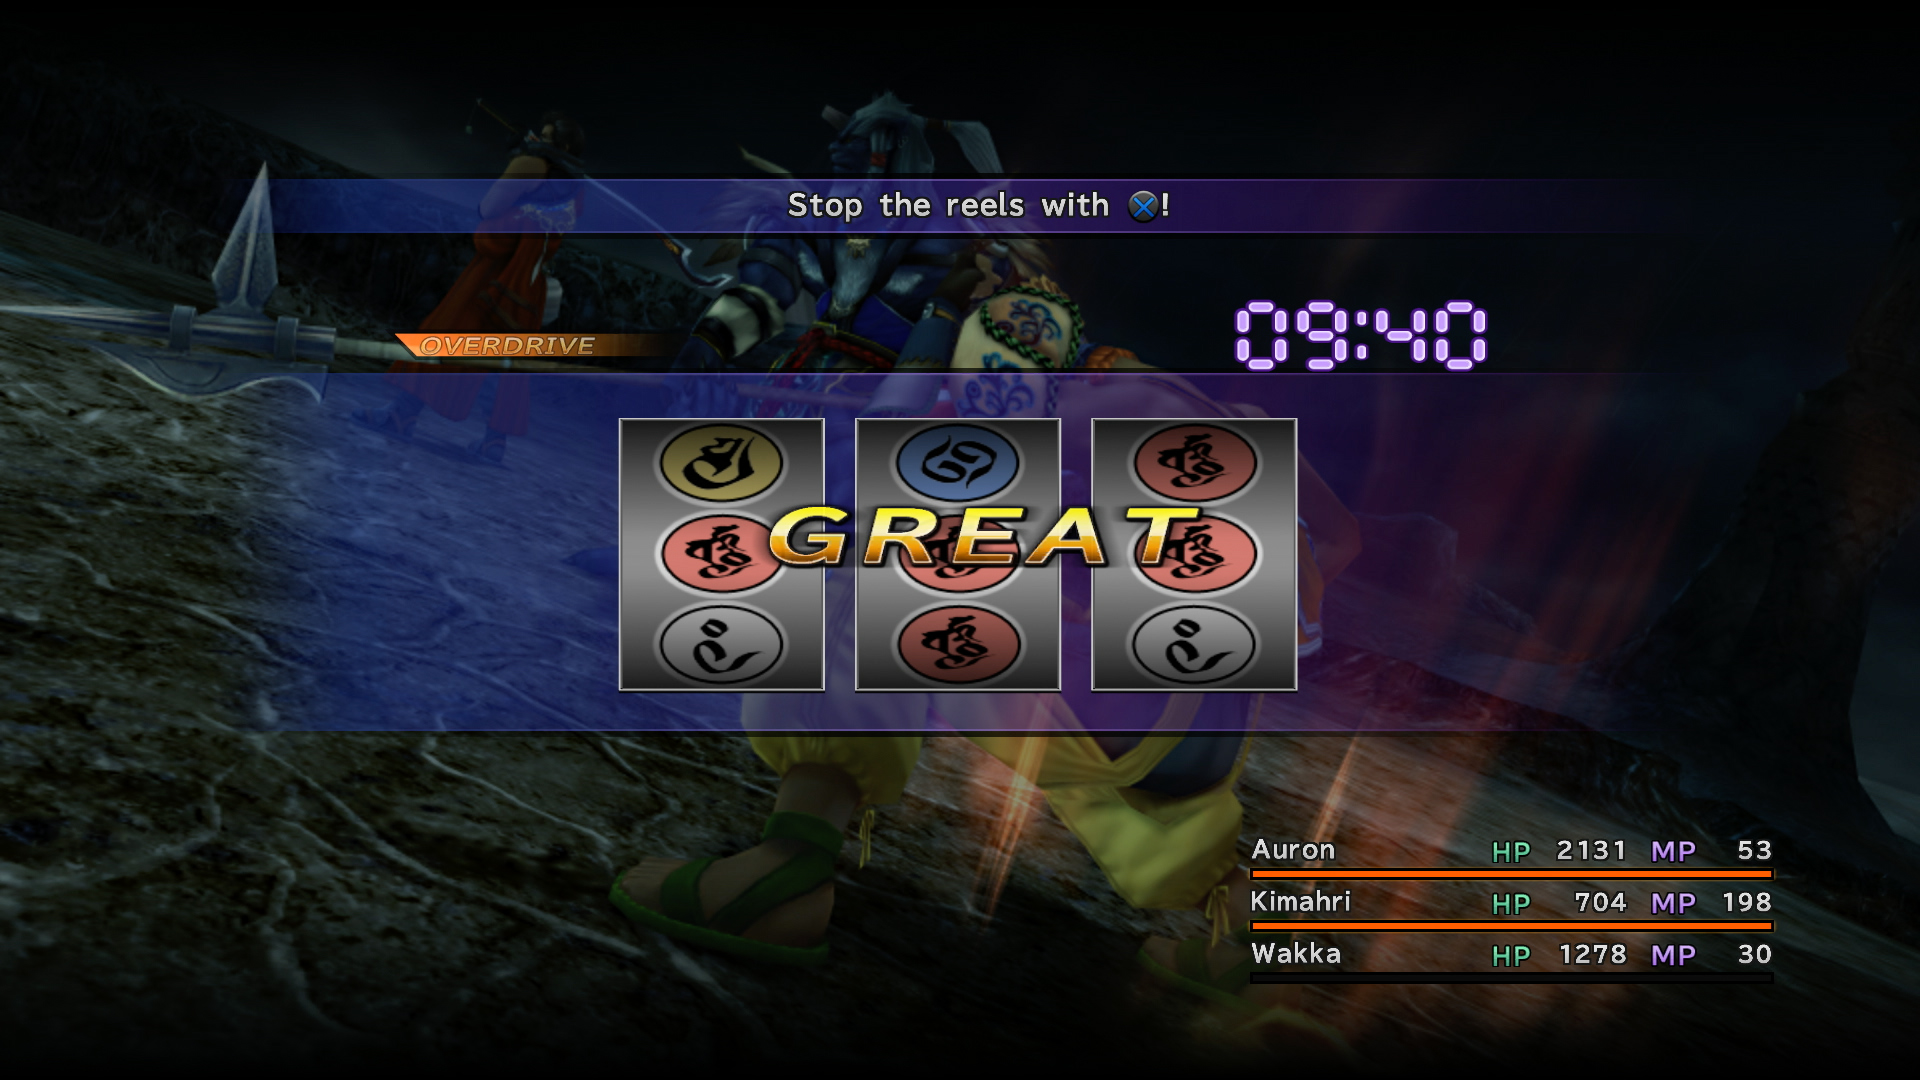 Stop the reels with ⊗!
OVERDRIVE
09:40
GREAT
Auron HP 2131 MP 53
Kimahri HP 704 MP 198
Wakka HP 1278 MP 30